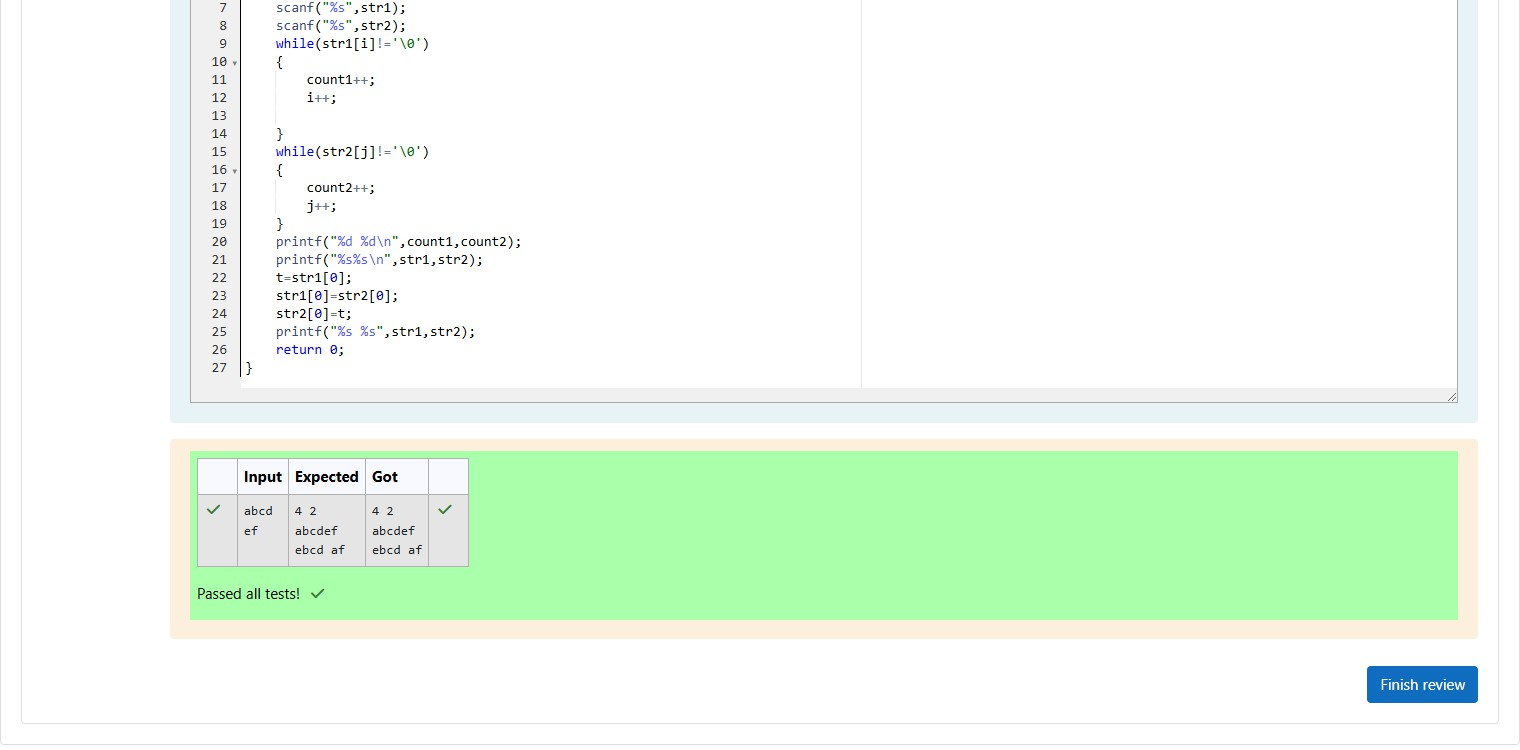 7 scanf("%s",str1);
8 scanf("%s",str2);
9 while(str1[i]!='\0')
10 {
11 count1++;
12 i++;
13
14 }
15 while(str2[j]!='\0')
16 {
17 count2++;
18 j++;
19 }
20 printf("%d %d\n",count1,count2);
21 printf("%s%s\n",str1,str2);
22 t=str1[0];
23 str1[0]=str2[0];
24 str2[0]=t;
25 printf("%s %s",str1,str2);
26 return 0;
27 }
Input Expected Got
abcd 4 2 4 2
ef abcdef abcdef
ebcd af ebcd af
Passed all tests!
Finish review